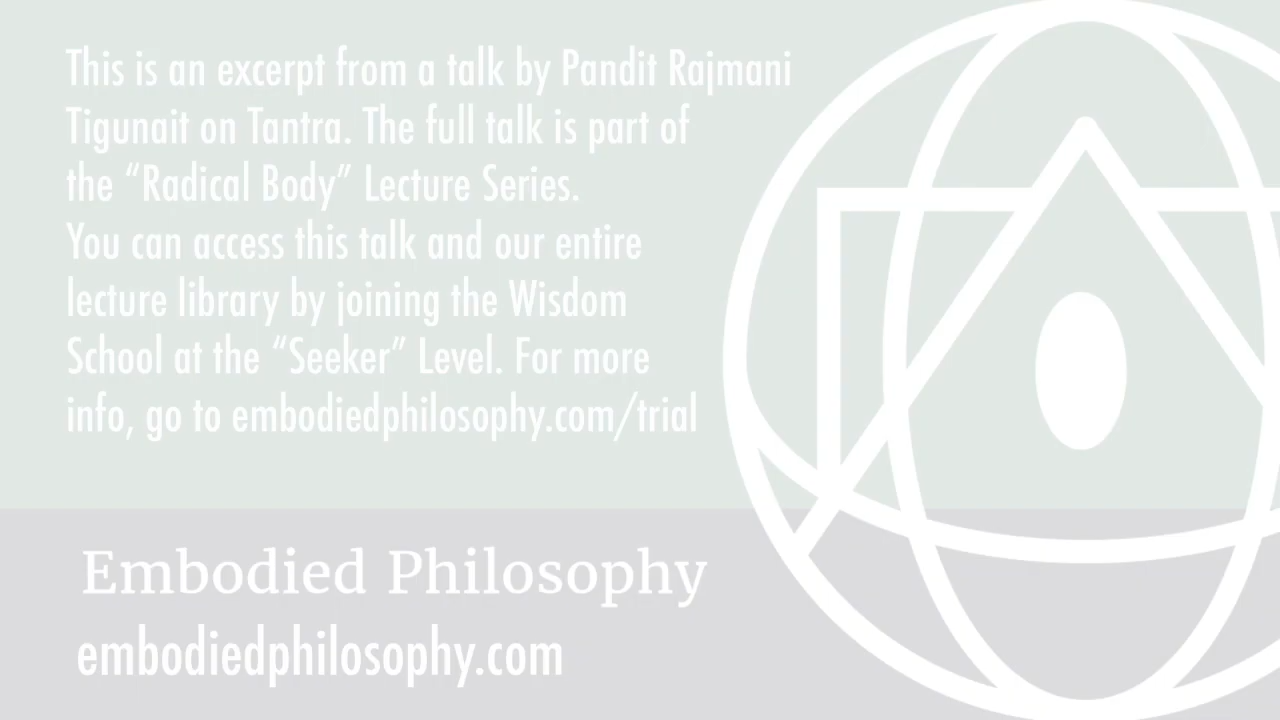 This is an excerpt from a talk by Pandit Rajmani
Tigunait on Tantra. The full talk is part of
the “Radical Body” Lecture Series.
You can access this talk and our entire
lecture library by joining the Wisdom
School at the “Seeker” Level. For more
info, go to embodiedphilosophy.com/trial
Embodied Philosophy
embodiedphilosophy.com